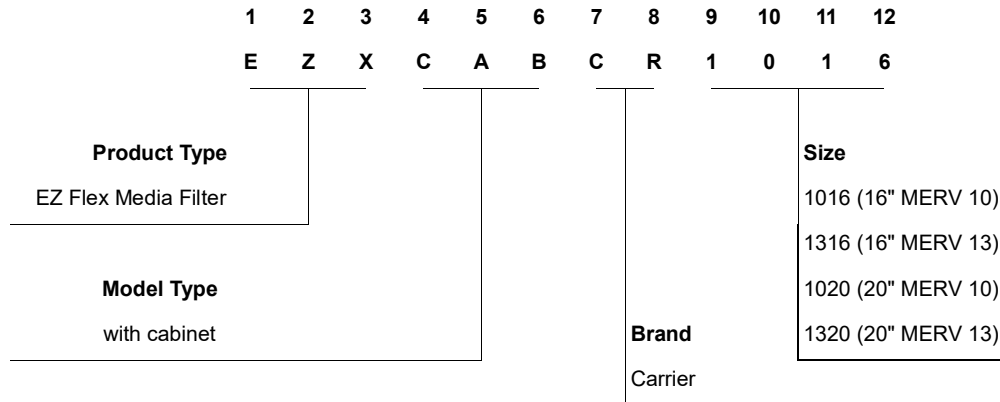 1 2 3 4 5 6 7 8 9 10 11 12
E Z X C A B C R 1 0 1 6
Product Type
EZ Flex Media Filter
Model Type
with cabinet
Brand
Carrier
Size
1016 (16" MERV 10)
1316 (16" MERV 13)
1020 (20" MERV 10)
1320 (20" MERV 13)